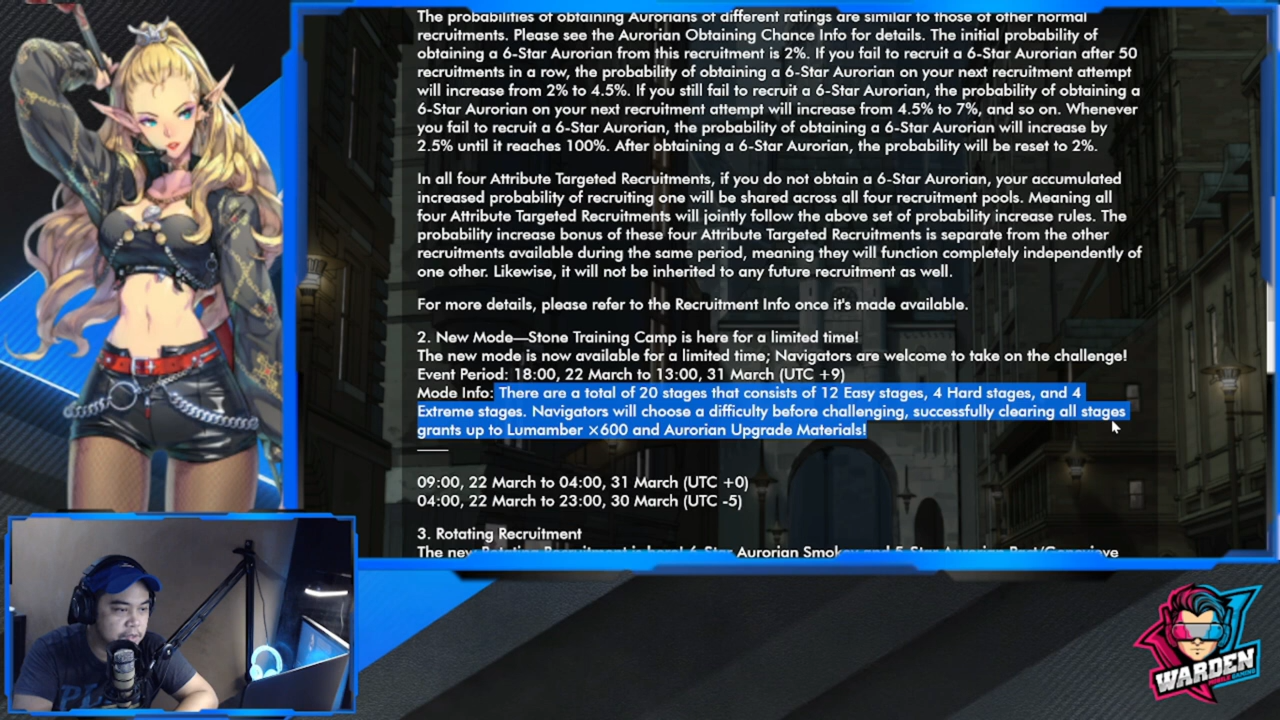 The probabilities of obtaining Aurorians of different ratings are similar to those of other normal
recruitments. Please see the Aurorian Obtaining Chance Info for details. The initial probability of
obtaining a 6-Star Aurorian from this recruitment is 2%. If you fail to recruit a 6-Star Aurorian after 50
recruitments in a row, the probability of obtaining a 6-Star Aurorian on your next recruitment attempt
will increase from 2% to 4.5%. If you still fail to recruit a 6-Star Aurorian, the probability of obtaining a
6-Star Aurorian on your next recruitment attempt will increase from 4.5% to 7%, and so on. Whenever
you fail to recruit a 6-Star Aurorian, the probability of obtaining a 6-Star Aurorian will increase by
2.5% until it reaches 100%. After obtaining a 6-Star Aurorian, the probability will be reset to 2%.
In all four Attribute Targeted Recruitments, if you do not obtain a 6-Star Aurorian, your accumulated
increased probability of recruiting one will be shared across all four recruitment pools. Meaning all
four Attribute Targeted Recruitments will jointly follow the above set of probability increase rules. The
probability increase bonus of these four Attribute Targeted Recruitments is separate from the other
recruitments available during the same period, meaning they will function completely independently of
one other. Likewise, it will not be inherited to any future recruitment as well.
For more details, please refer to the Recruitment Info once it's made available.
2. New Mode—Stone Training Camp is here for a limited time!
The new mode is now available for a limited time; Navigators are welcome to take on the challenge!
Event Period: 18:00, 22 March to 13:00, 31 March (UTC +9)
Mode Info: There are a total of 20 stages that consists of 12 Easy stages, 4 Hard stages, and 4
Extreme stages. Navigators will choose a difficulty before challenging, successfully clearing all stages
grants up to Lumamber ×600 and Aurorian Upgrade Materials!
09:00, 22 March to 04:00, 31 March (UTC +0)
04:00, 22 March to 23:00, 30 March (UTC -5)
3. Rotating Recruitment
The new Rotating Recruitment is here! 6-Star Aurorian Smokey and 5-Star Aurorian Part/Genevieve
WARDEN
MOBILE GAMING